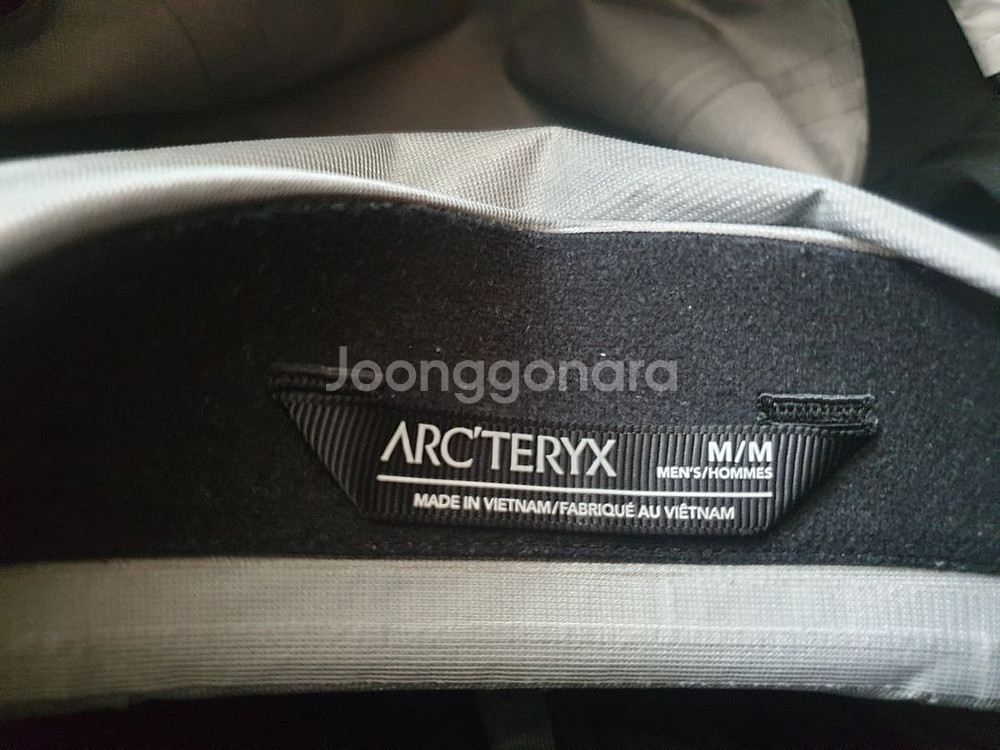 Joonggonara
ARC'TERYX
M/M
MEN'S/HOMMES
MADE IN VIETNAM/FABRIQUÉ AU VIÊTNAM